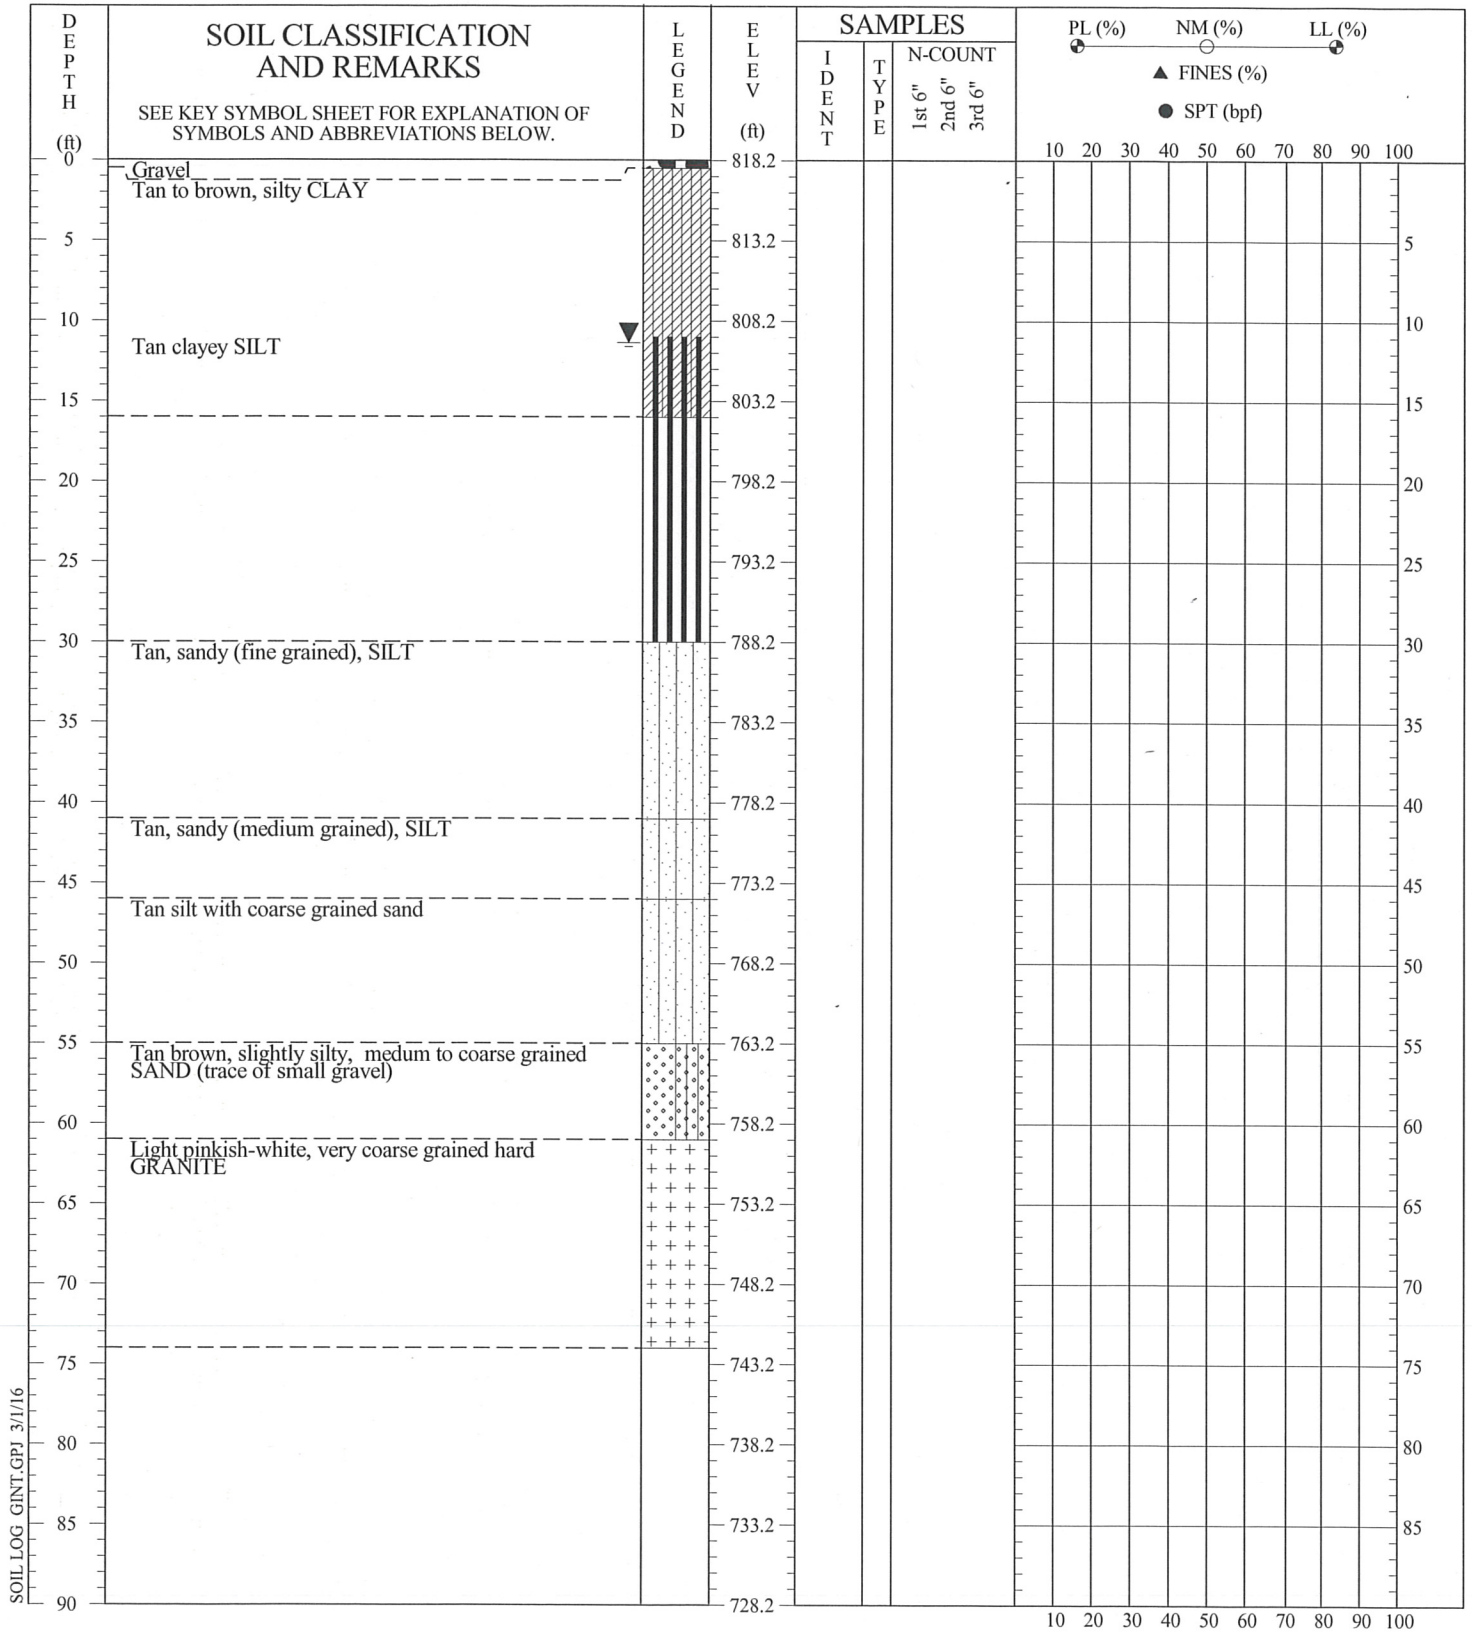 DEPTH
(ft)
SOIL CLASSIFICATION
AND REMARKS
SEE KEY SYMBOL SHEET FOR EXPLANATION OF
SYMBOLS AND ABBREVIATIONS BELOW.
LEGEND
ELEV
(ft)
SAMPLES
IDENT
TYPE
N-COUNT
1st 6"
2nd 6"
3rd 6"
PL (%) NM (%) LL (%)
▲ FINES (%)
● SPT (bpf)
10 20 30 40 50 60 70 80 90 100
0 818.2
Gravel
Tan to brown, silty CLAY
5 813.2 5
10 808.2 10
Tan clayey SILT
15 803.2 15
20 798.2 20
25 793.2 25
30 788.2 30
Tan, sandy (fine grained), SILT
35 783.2 35
40 778.2 40
Tan, sandy (medium grained), SILT
45 773.2 45
Tan silt with coarse grained sand
50 768.2 50
55 763.2 55
Tan brown, slightly silty, medum to coarse grained
SAND (trace of small gravel)
60 758.2 60
Light pinkish-white, very coarse grained hard
GRANITE
65 753.2 65
70 748.2 70
75 743.2 75
80 738.2 80
85 733.2 85
90 728.2
10 20 30 40 50 60 70 80 90 100
SOIL LOG GINT.GPJ 3/1/16